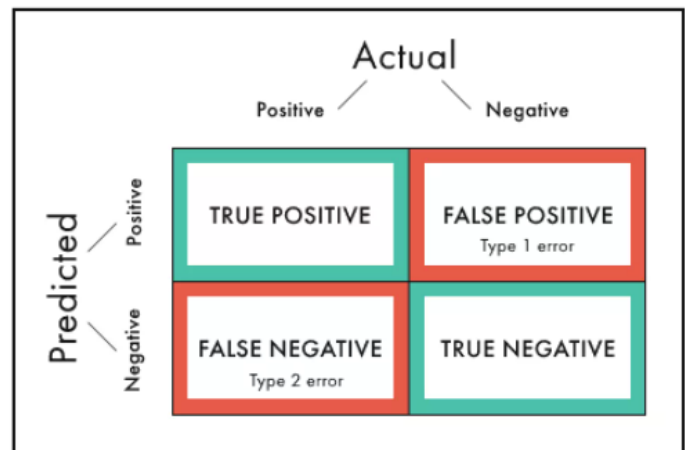 Actual
Positive
Negative
Predicted
Positive
TRUE POSITIVE
FALSE POSITIVE
Type 1 error
Negative
FALSE NEGATIVE
Type 2 error
TRUE NEGATIVE